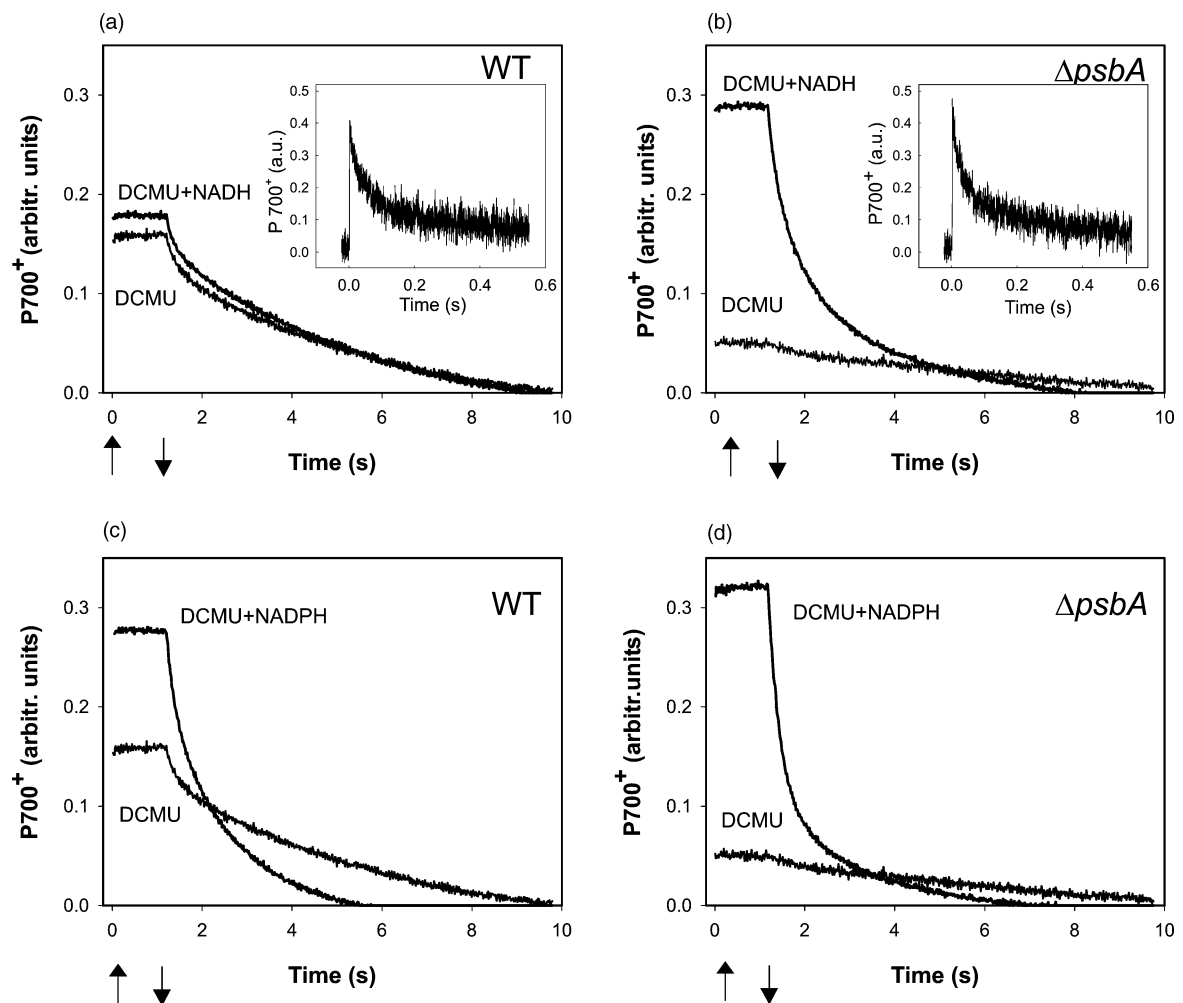 (a)
WT
DCMU+NADH
DCMU
P700+ (arbitr. units)
0.3
0.2
0.1
0.0
0 2 4 6 8 10
Time (s)
P 700+ (a.u.)
0.5
0.4
0.3
0.2
0.1
0.0
0.0 0.2 0.4 0.6
Time (s)
(b)
ΔpsbA
DCMU+NADH
DCMU
P700+ (arbitr. units)
0.3
0.2
0.1
0.0
0 2 4 6 8 10
Time (s)
P700+ (a.u.)
0.5
0.4
0.3
0.2
0.1
0.0
0.0 0.2 0.4 0.6
Time (s)
(c)
WT
DCMU+NADPH
DCMU
P700+ (arbitr. units)
0.3
0.2
0.1
0.0
0 2 4 6 8 10
Time (s)
(d)
ΔpsbA
DCMU+NADPH
DCMU
P700+ (arbitr.units)
0.3
0.2
0.1
0.0
0 2 4 6 8 10
Time (s)